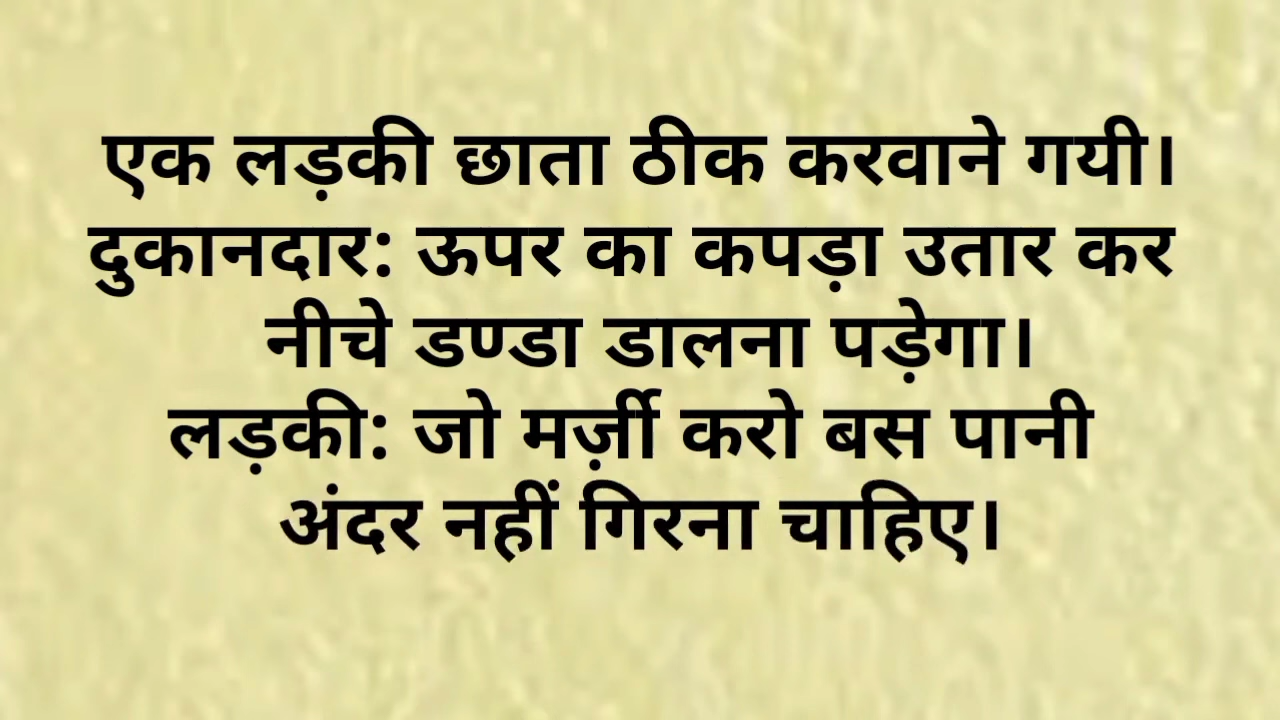 एक लड़की छाता ठीक करवाने गयी।
दुकानदार: ऊपर का कपड़ा उतार कर
नीचे डण्डा डालना पड़ेगा।
लड़की: जो मर्ज़ी करो बस पानी
अंदर नहीं गिरना चाहिए।